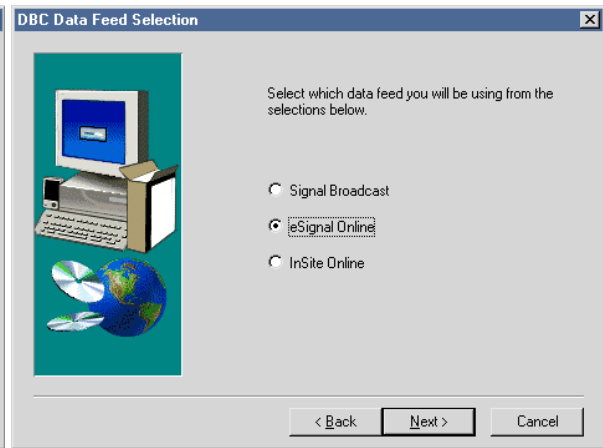 DBC Data Feed Selection
Select which data feed you will be using from the
selections below.
Signal Broadcast
eSignal Online
InSite Online
< Back
Next >
Cancel